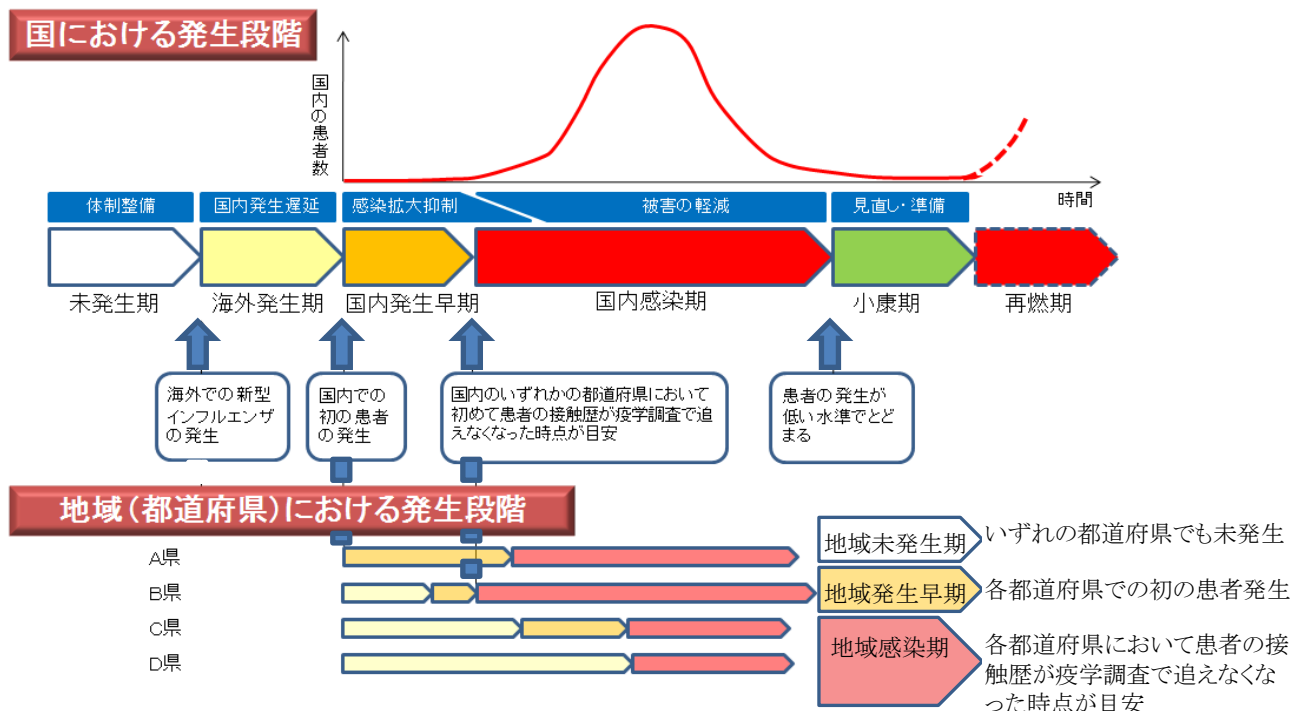 国における発生段階
国内の患者数
時間
体制整備
国内発生遅延
感染拡大抑制
被害の軽減
見直し・準備
未発生期
海外発生期
国内発生早期
国内感染期
小康期
再燃期
海外での新型
インフルエンザ
の発生
国内での
初の患者
の発生
国内のいずれかの都道府県において
初めて患者の接触歴が疫学調査で追
えなくなった時点が目安
患者の発生が
低い水準でとど
まる
地域(都道府県)における発生段階
A県
B県
C県
D県
地域未発生期
いずれの都道府県でも未発生
地域発生早期
各都道府県での初の患者発生
地域感染期
各都道府県において患者の接
触歴が疫学調査で追えなくな
った時点が目安